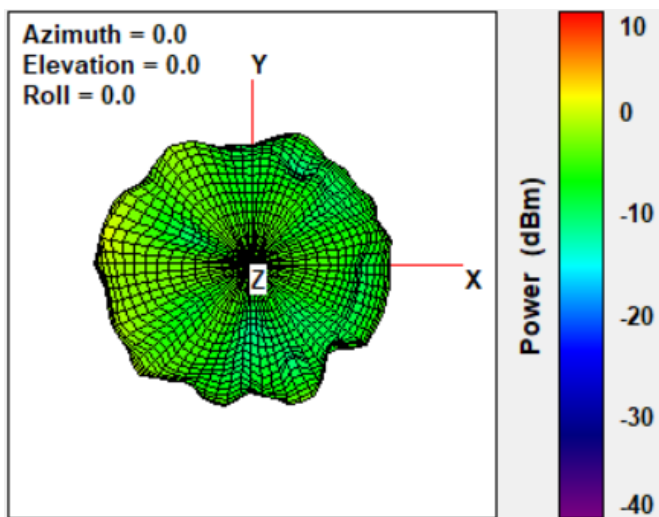 Azimuth = 0.0
Elevation = 0.0
Roll = 0.0
Y
Z
X
Power (dBm)
10
0
-10
-20
-30
-40